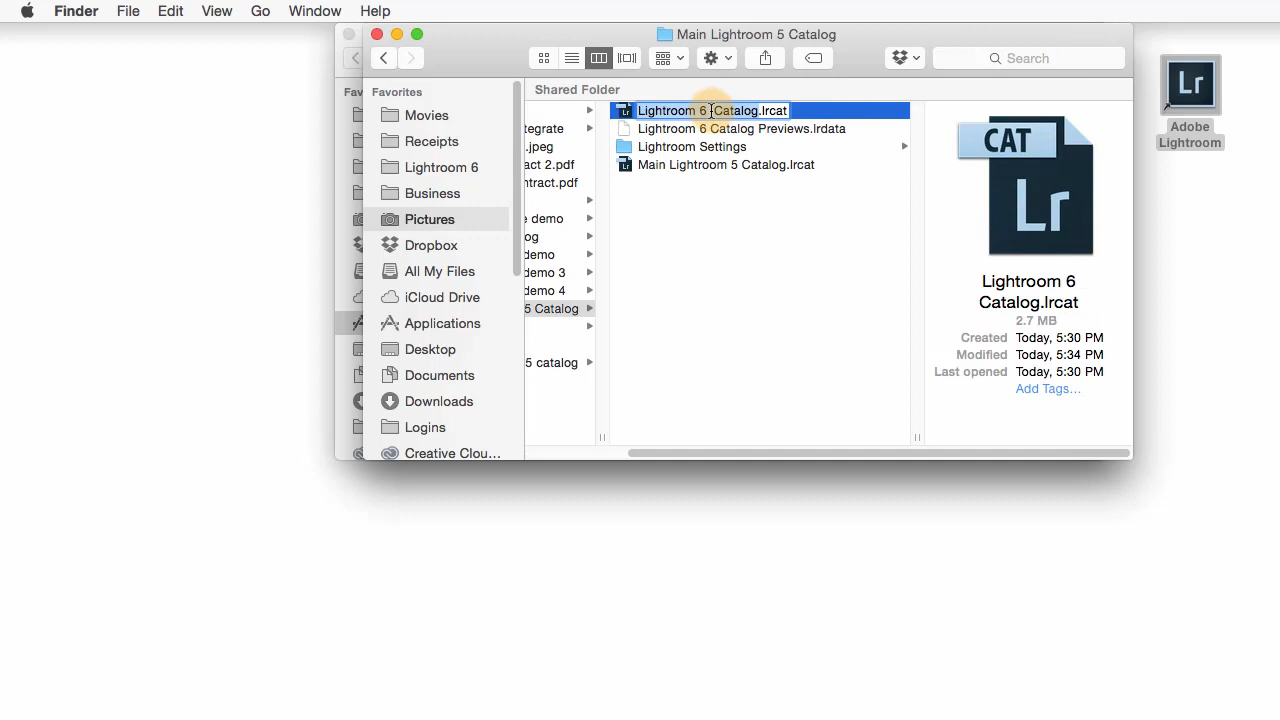 Finder File Edit View Go Window Help
Main Lightroom 5 Catalog
Search
Fav
Favorites
Movies
Receipts
Lightroom 6
Business
Pictures
Dropbox
All My Files
iCloud Drive
Applications
Desktop
Documents
Downloads
Logins
Creative Clou...
Shared Folder
tegrate
.jpeg
ract 2.pdf
ntract.pdf
e demo
og
demo
demo 3
demo 4
5 Catalog
5 catalog
Lightroom 6 Catalog.lrcat
Lightroom 6 Catalog Previews.lrdata
Lightroom Settings
Main Lightroom 5 Catalog.lrcat
CAT
Lr
Lightroom 6
Catalog.lrcat
2.7 MB
Created Today, 5:30 PM
Modified Today, 5:34 PM
Last opened Today, 5:30 PM
Add Tags...
Lr
Adobe
Lightroom